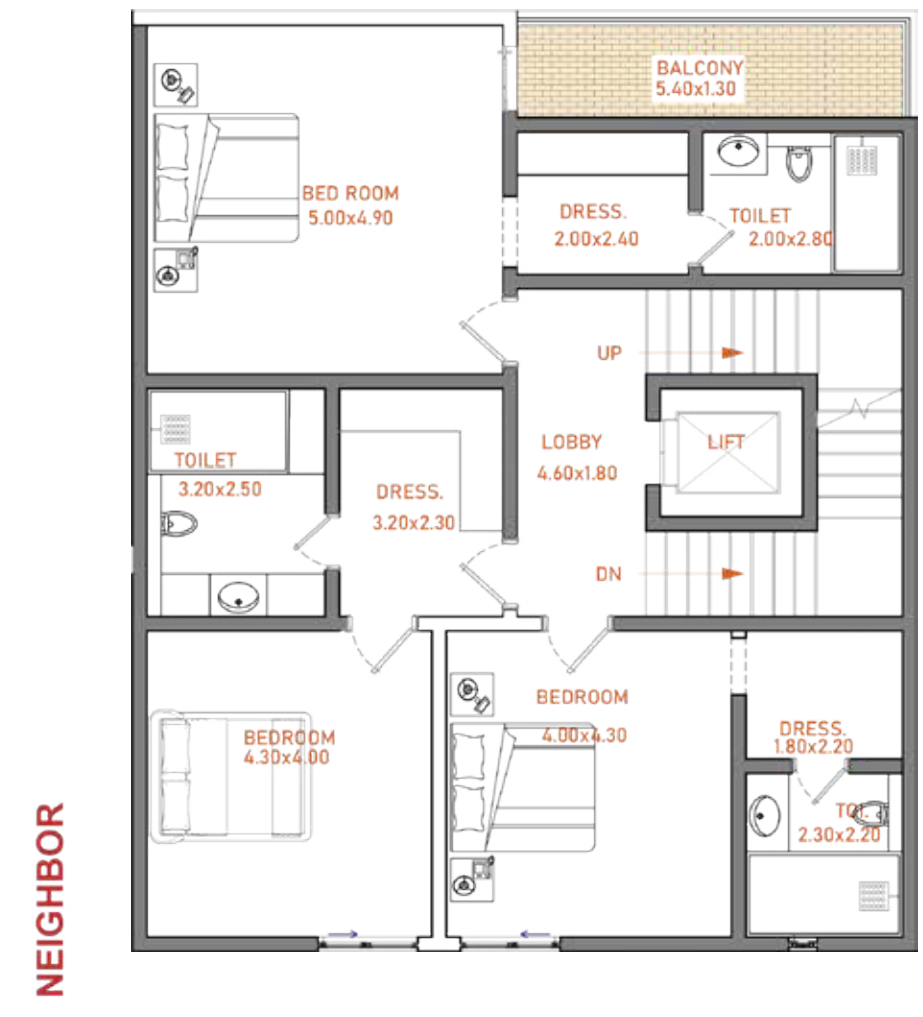 BALCONY
5.40x1.30
BED ROOM
5.00x4.90
DRESS.
2.00x2.40
TOILET
2.00x2.80
UP
LOBBY
4.60x1.80
LIFT
TOILET
3.20x2.50
DRESS.
3.20x2.30
DN
BEDROOM
4.30x4.00
BEDROOM
4.00x4.30
DRESS.
1.80x2.20
TOI.
2.30x2.20
NEIGHBOR